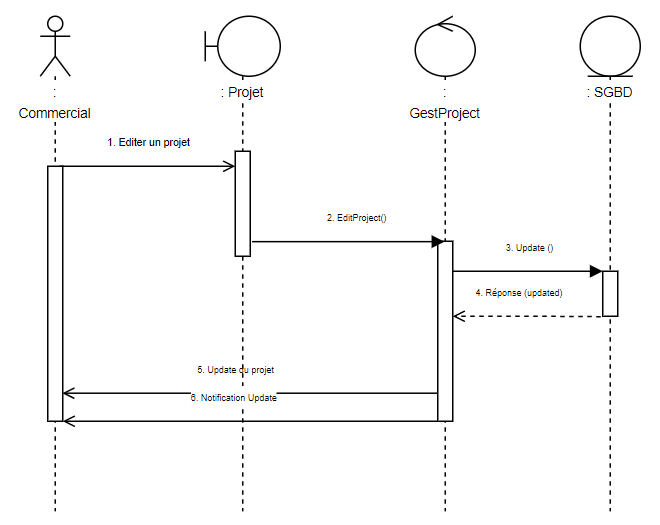 :
Commercial
: Projet
:
GestProject
: SGBD
1. Editer un projet
2. EditProject()
3. Update ()
4. Réponse (updated)
5. Update du projet
6. Notification Update